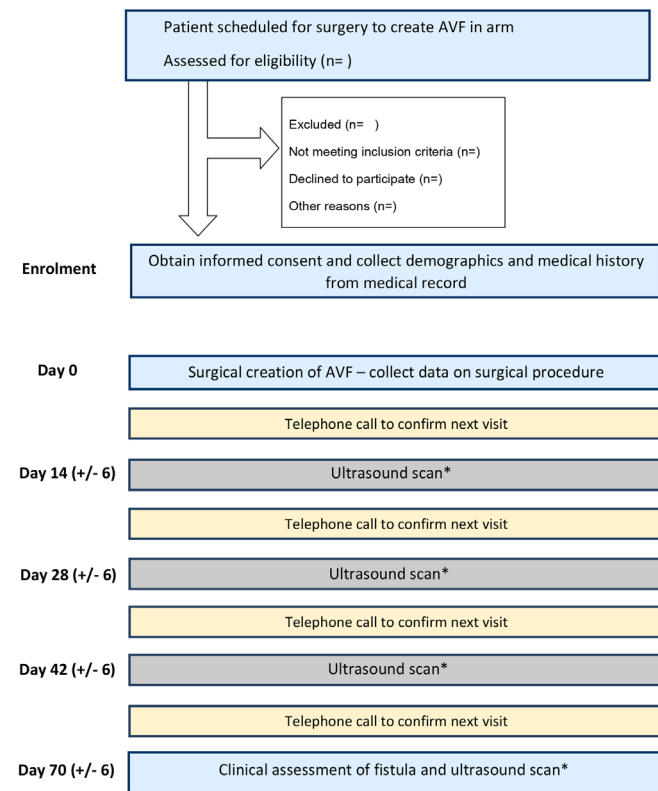 Patient scheduled for surgery to create AVF in arm
Assessed for eligibility (n= )
Excluded (n=   )
Not meeting inclusion criteria (n=)
Declined to participate (n=)
Other reasons (n=)
Enrolment
Obtain informed consent and collect demographics and medical history
from medical record
Day 0
Surgical creation of AVF – collect data on surgical procedure
Telephone call to confirm next visit
Day 14 (+/- 6)
Ultrasound scan*
Telephone call to confirm next visit
Day 28 (+/- 6)
Ultrasound scan*
Telephone call to confirm next visit
Day 42 (+/- 6)
Ultrasound scan*
Telephone call to confirm next visit
Day 70 (+/- 6)
Clinical assessment of fistula and ultrasound scan*